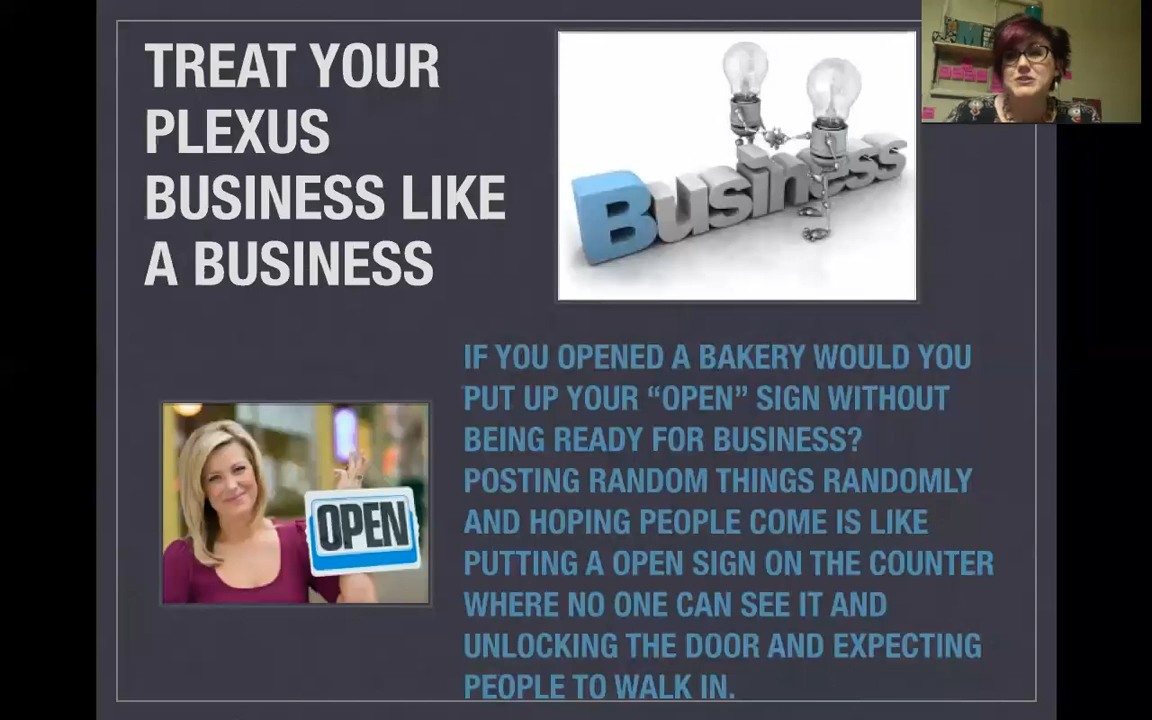 TREAT YOUR
PLEXUS
BUSINESS LIKE
A BUSINESS
Business
IF YOU OPENED A BAKERY WOULD YOU
PUT UP YOUR “OPEN” SIGN WITHOUT
BEING READY FOR BUSINESS?
POSTING RANDOM THINGS RANDOMLY
AND HOPING PEOPLE COME IS LIKE
PUTTING A OPEN SIGN ON THE COUNTER
WHERE NO ONE CAN SEE IT AND
UNLOCKING THE DOOR AND EXPECTING
PEOPLE TO WALK IN.
OPEN